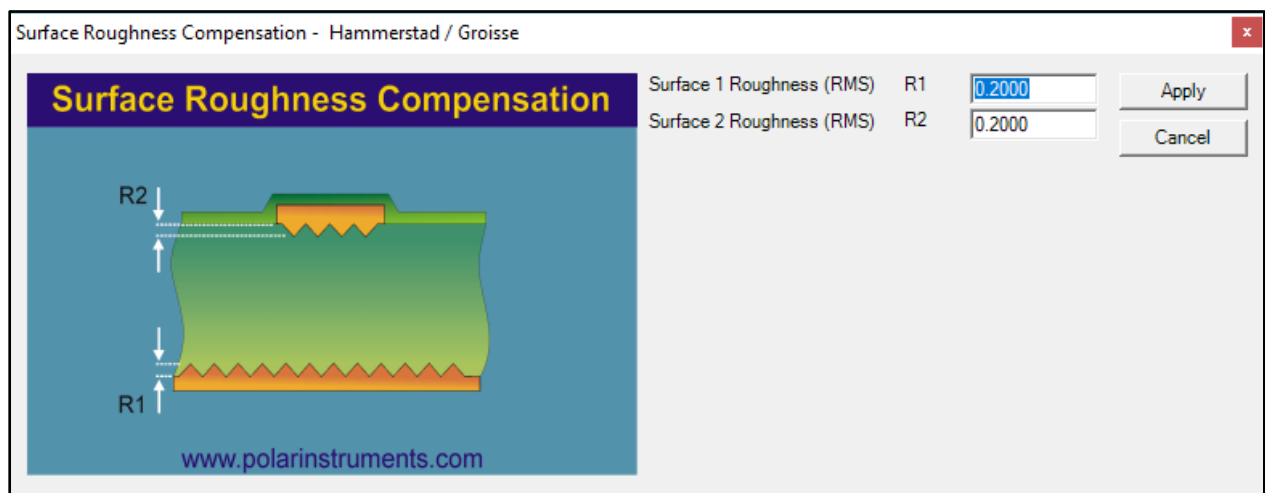 Surface Roughness Compensation - Hammerstad / Groisse
x
Surface Roughness Compensation
R2
R1
www.polarinstruments.com
Surface 1 Roughness (RMS) R1 0.2000
Surface 2 Roughness (RMS) R2 0.2000
Apply
Cancel